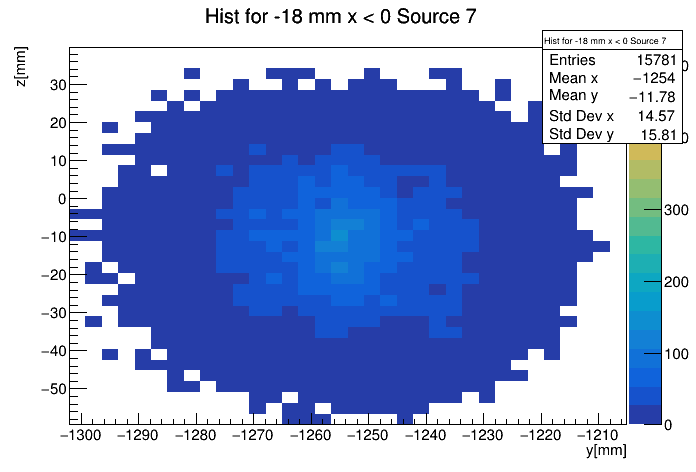 Hist for -18 mm x < 0 Source 7
z[mm]
Hist for -18 mm x < 0 Source 7
Entries 15781
Mean x −1254
Mean y −11.78
Std Dev x 14.57
Std Dev y 15.81
30
20
10
0
−10
−20
−30
−40
−50
300
200
100
0
−1300 −1290 −1280 −1270 −1260 −1250 −1240 −1230 −1220 −1210
y[mm]